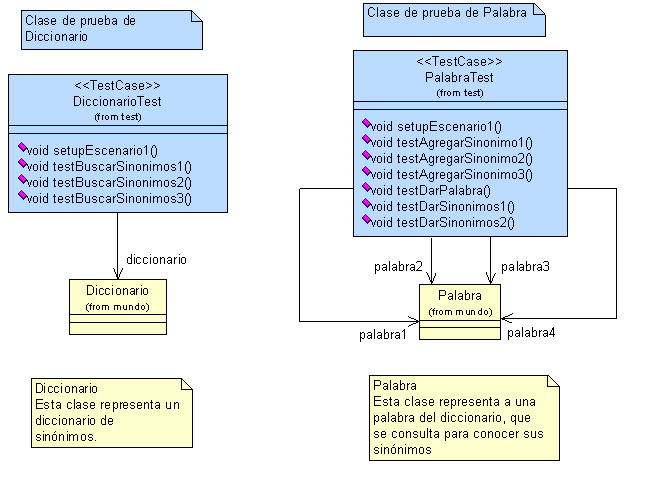 Clase de prueba de
Diccionario
<<TestCase>>
DiccionarioTest
(from test)
void setupEscenario1()
void testBuscarSinonimos1()
void testBuscarSinonimos2()
void testBuscarSinonimos3()
diccionario
Diccionario
(from mundo)
Diccionario
Esta clase representa un
diccionario de
sinónimos.
Clase de prueba de Palabra
<<TestCase>>
PalabraTest
(from test)
void setupEscenario1()
void testAgregarSinonimo1()
void testAgregarSinonimo2()
void testAgregarSinonimo3()
void testDarPalabra()
void testDarSinonimos1()
void testDarSinonimos2()
palabra2
palabra3
Palabra
(from mundo)
palabra1
palabra4
Palabra
Esta clase representa a una
palabra del diccionario, que
se consulta para conocer sus
sinónimos